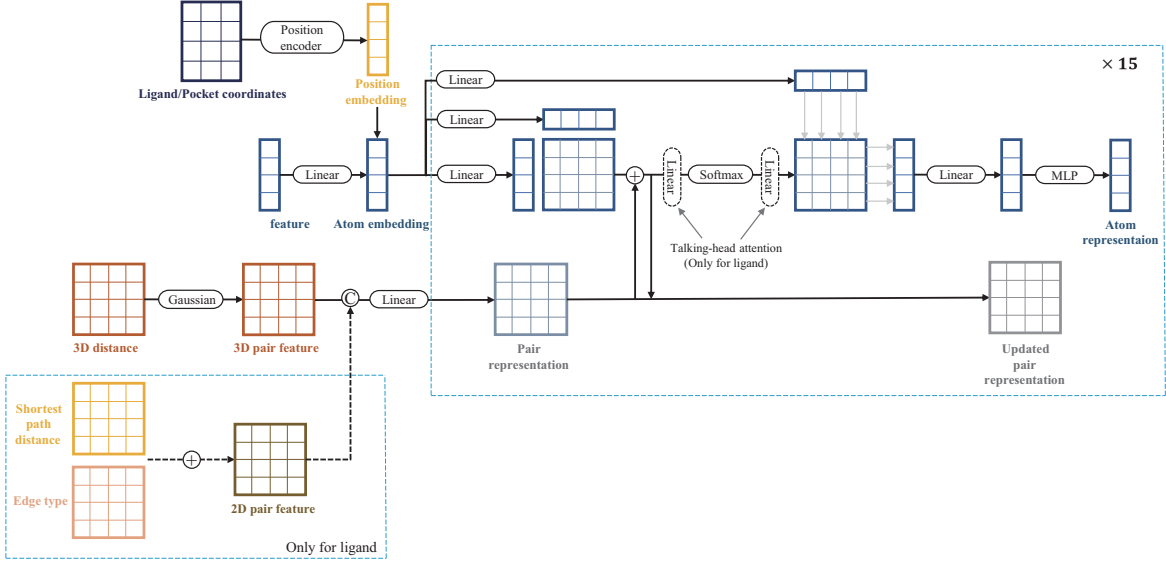 Position
encoder
Ligand/Pocket coordinates
Position
embedding
× 15
Linear
Linear
Linear
Linear
feature
Atom embedding
Linear
Softmax
Linear
Linear
MLP
Atom
representaion
Talking-head attention
(Only for ligand)
Gaussian
C
Linear
3D distance
3D pair feature
Pair
representation
Updated
pair
representation
Shortest
path
distance
Edge type
2D pair feature
Only for ligand